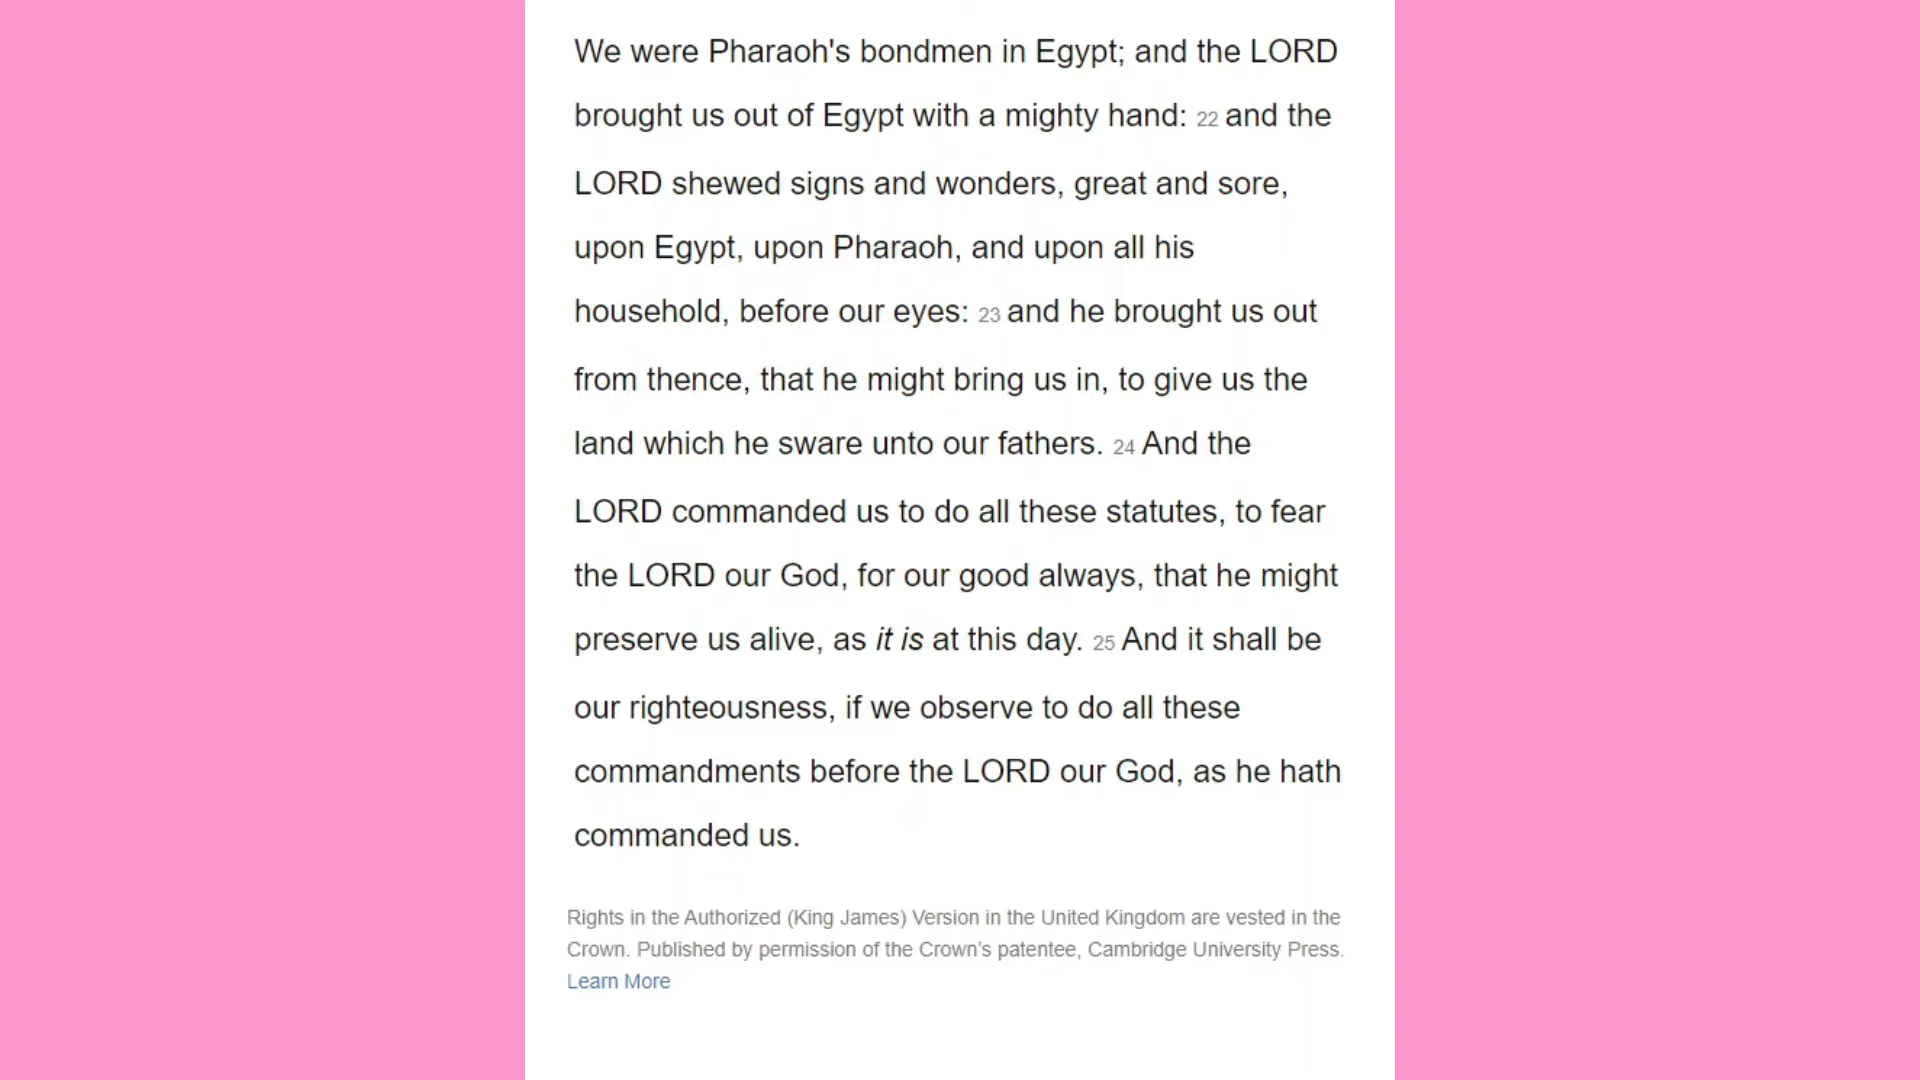 We were Pharaoh's bondmen in Egypt; and the LORD
brought us out of Egypt with a mighty hand: 22 and the
LORD shewed signs and wonders, great and sore,
upon Egypt, upon Pharaoh, and upon all his
household, before our eyes: 23 and he brought us out
from thence, that he might bring us in, to give us the
land which he sware unto our fathers. 24 And the
LORD commanded us to do all these statutes, to fear
the LORD our God, for our good always, that he might
preserve us alive, as it is at this day. 25 And it shall be
our righteousness, if we observe to do all these
commandments before the LORD our God, as he hath
commanded us.
Rights in the Authorized (King James) Version in the United Kingdom are vested in the
Crown. Published by permission of the Crown’s patentee, Cambridge University Press.
Learn More